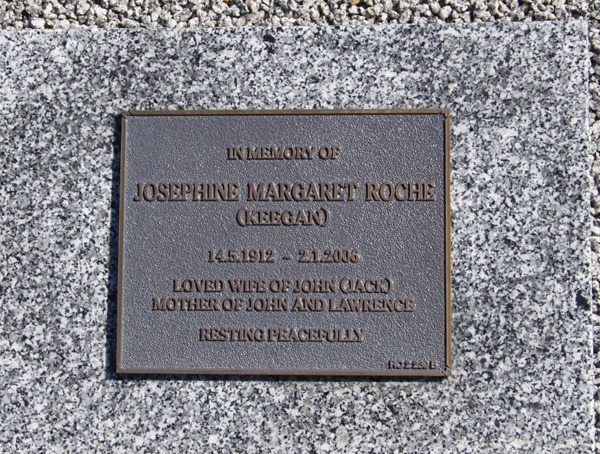 IN MEMORY OF
JOSEPHINE MARGARET ROCHE
(KEEGAN)
14.5.1912 – 2.1.2006
LOVED WIFE OF JOHN (JACK)
MOTHER OF JOHN AND LAWRENCE
RESTING PEACEFULLY